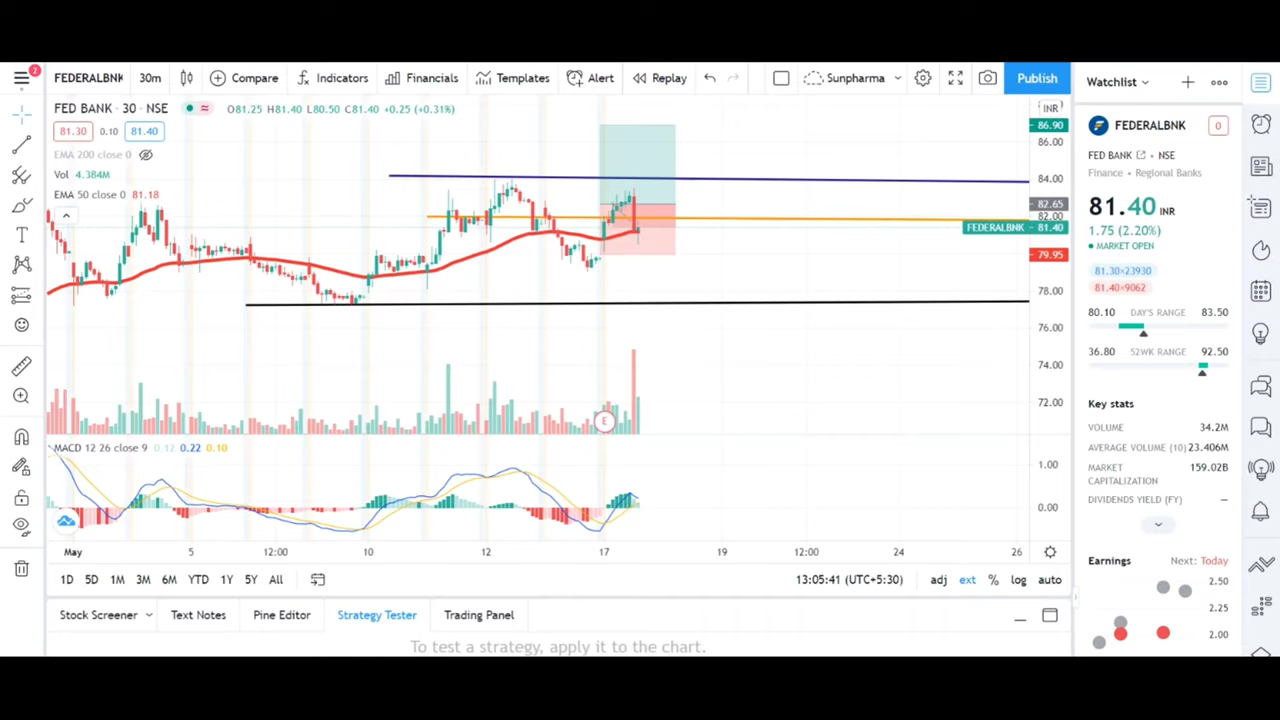 2
FEDERALBNK 30m Compare Indicators Financials Templates Alert Replay Sunpharma Publish
Watchlist
FED BANK · 30 · NSE O81.25 H81.40 L80.50 C81.40 +0.25 (+0.31%)
INR
81.30 0.10 81.40
EMA 200 close 0
Vol 4.384M
EMA 50 close 0 81.18
86.90
86.00
84.00
82.65
82.00
FEDERALBNK 81.40
79.95
78.00
76.00
74.00
72.00
E
MACD 12 26 close 9 0.12 0.22 0.10
1.00
0.00
May 5 12:00 10 12 17 19 12:00 24 26
1D 5D 1M 3M 6M YTD 1Y 5Y All 13:05:41 (UTC+5:30) adj ext % log auto
Stock Screener Text Notes Pine Editor Strategy Tester Trading Panel
To test a strategy, apply it to the chart.
FEDERALBNK 0
FED BANK · NSE
Finance · Regional Banks
81.40 INR
1.75 (2.20%)
MARKET OPEN
81.30×23930
81.40×9062
80.10 DAY'S RANGE 83.50
36.80 52WK RANGE 92.50
Key stats
VOLUME 34.2M
AVERAGE VOLUME (10) 23.406M
MARKET CAPITALIZATION 159.02B
DIVIDENDS YIELD (FY) —
Earnings Next: Today
2.50
2.25
2.00